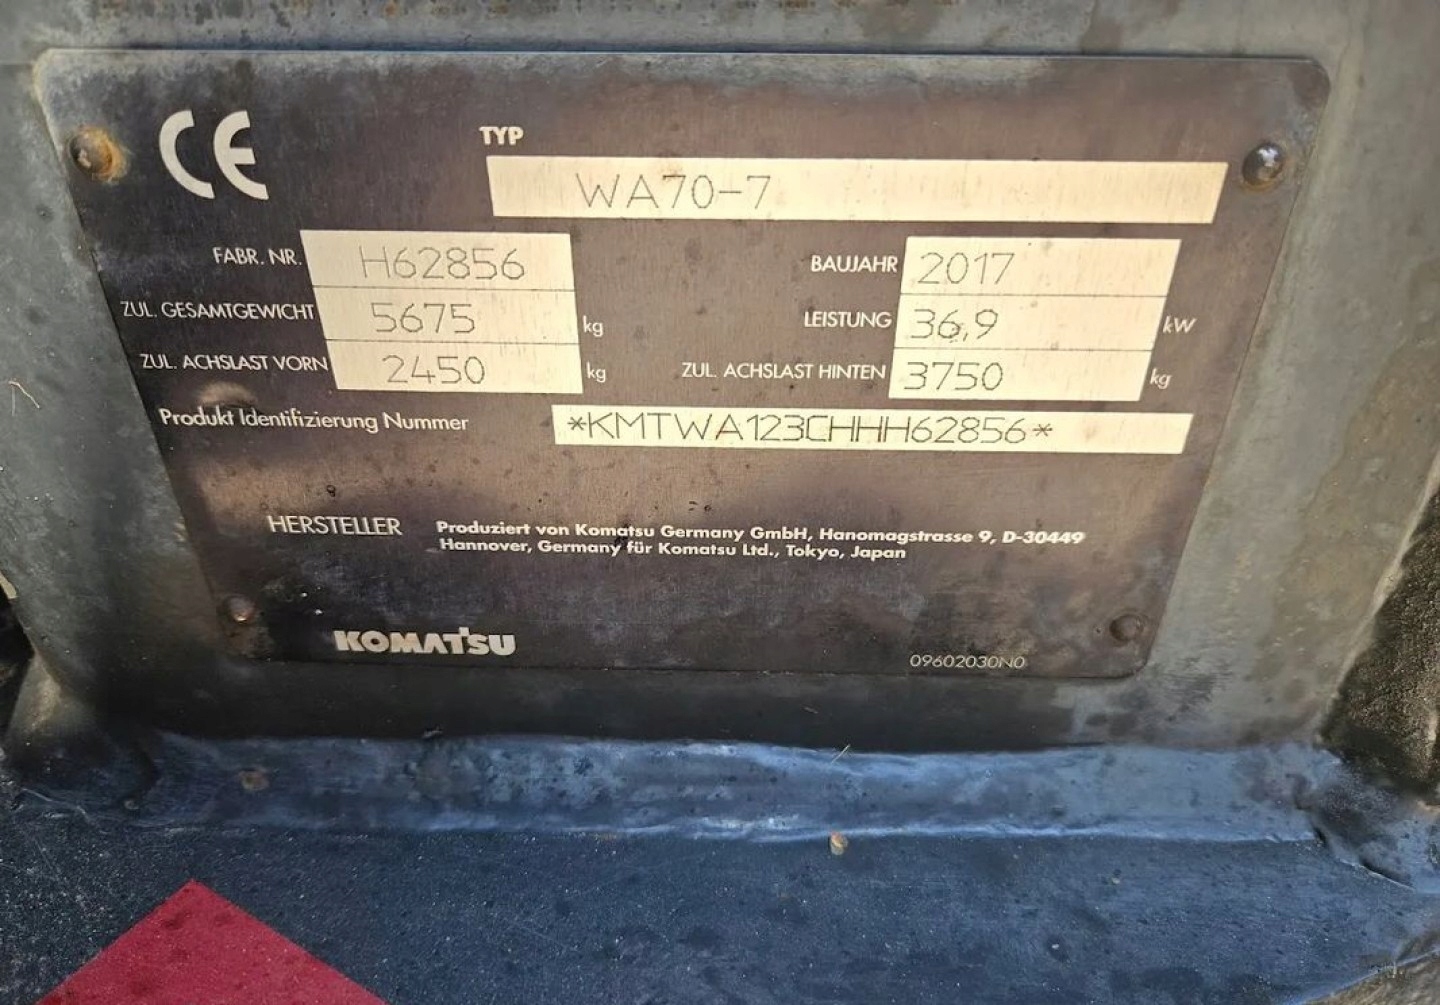 CE
TYP WA70-7
FABR. NR. H62856 BAUJAHR 2017
ZUL. GESAMTGEWICHT 5675 kg LEISTUNG 36,9 kW
ZUL. ACHSLAST VORN 2450 kg ZUL. ACHSLAST HINTEN 3750 kg
Produkt Identifizierung Nummer *KMTWA123CHHH62856*
HERSTELLER Produziert von Komatsu Germany GmbH, Hanomagstrasse 9, D-30449
Hannover, Germany für Komatsu Ltd., Tokyo, Japan
KOMATSU
09602030N0